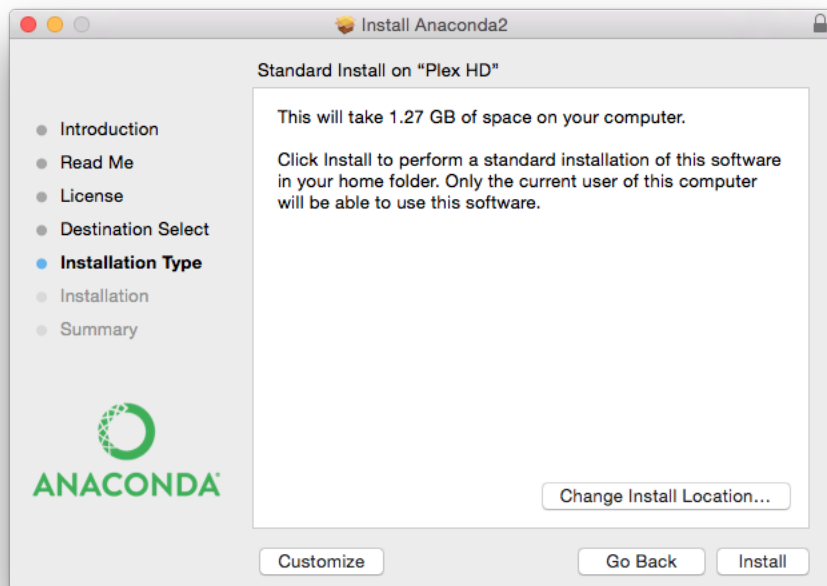 Install Anaconda2
Standard Install on “Plex HD”
Introduction
Read Me
License
Destination Select
Installation Type
Installation
Summary
This will take 1.27 GB of space on your computer.
Click Install to perform a standard installation of this software
in your home folder. Only the current user of this computer
will be able to use this software.
ANACONDA
Change Install Location...
Customize
Go Back
Install